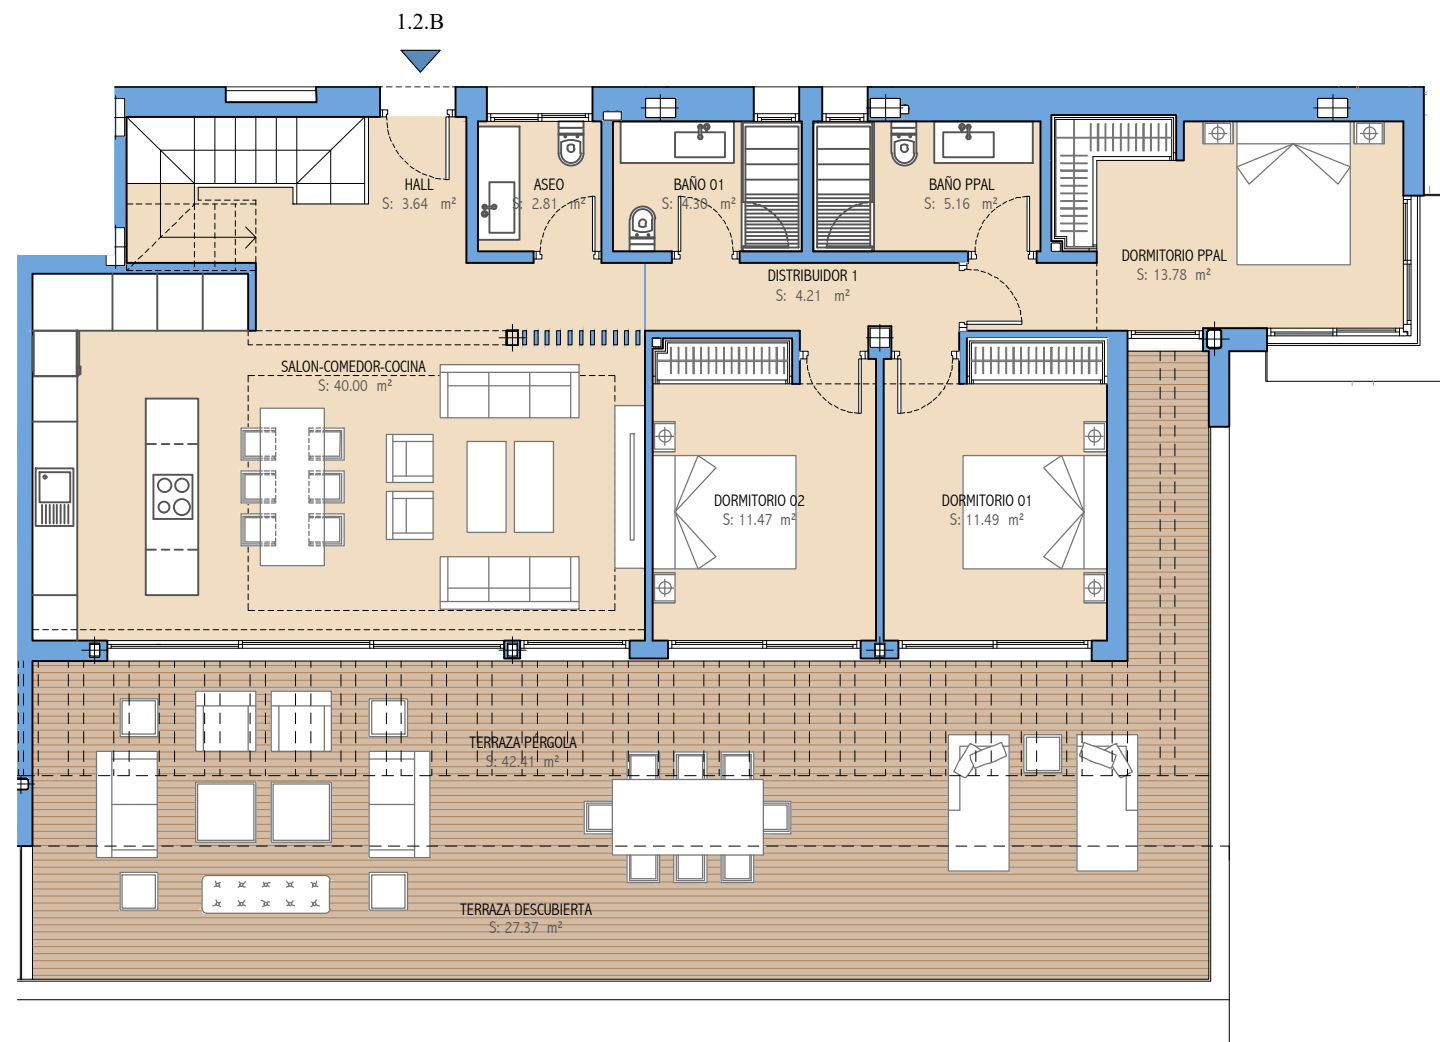 1.2.B
HALL
S: 3.64 m²
ASEO
S: 2.81 m²
BAÑO 01
S: 4.30 m²
BAÑO PPAL
S: 5.16 m²
DORMITORIO PPAL
S: 13.78 m²
DISTRIBUIDOR 1
S: 4.21 m²
SALON-COMEDOR-COCINA
S: 40.00 m²
DORMITORIO 02
S: 11.47 m²
DORMITORIO 01
S: 11.49 m²
TERRAZA PÉRGOLA
S: 42.41 m²
TERRAZA DESCUBIERTA
S: 27.37 m²